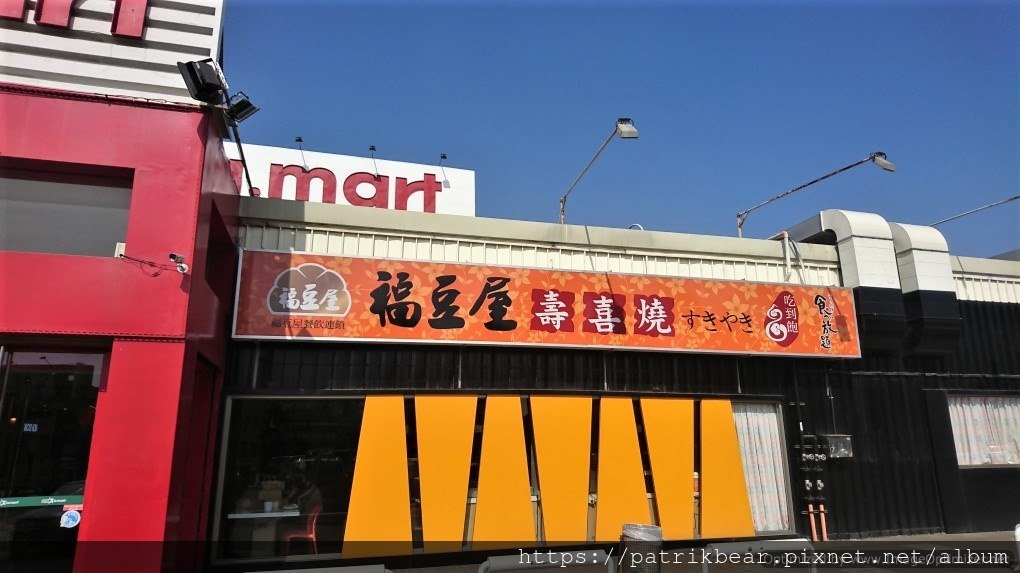 .mart
福豆屋
福豆屋餐飲連鎖
福豆屋 壽喜燒 すきやき
吃到飽
食べ放題
https://patrikbear.pixnet.net/album